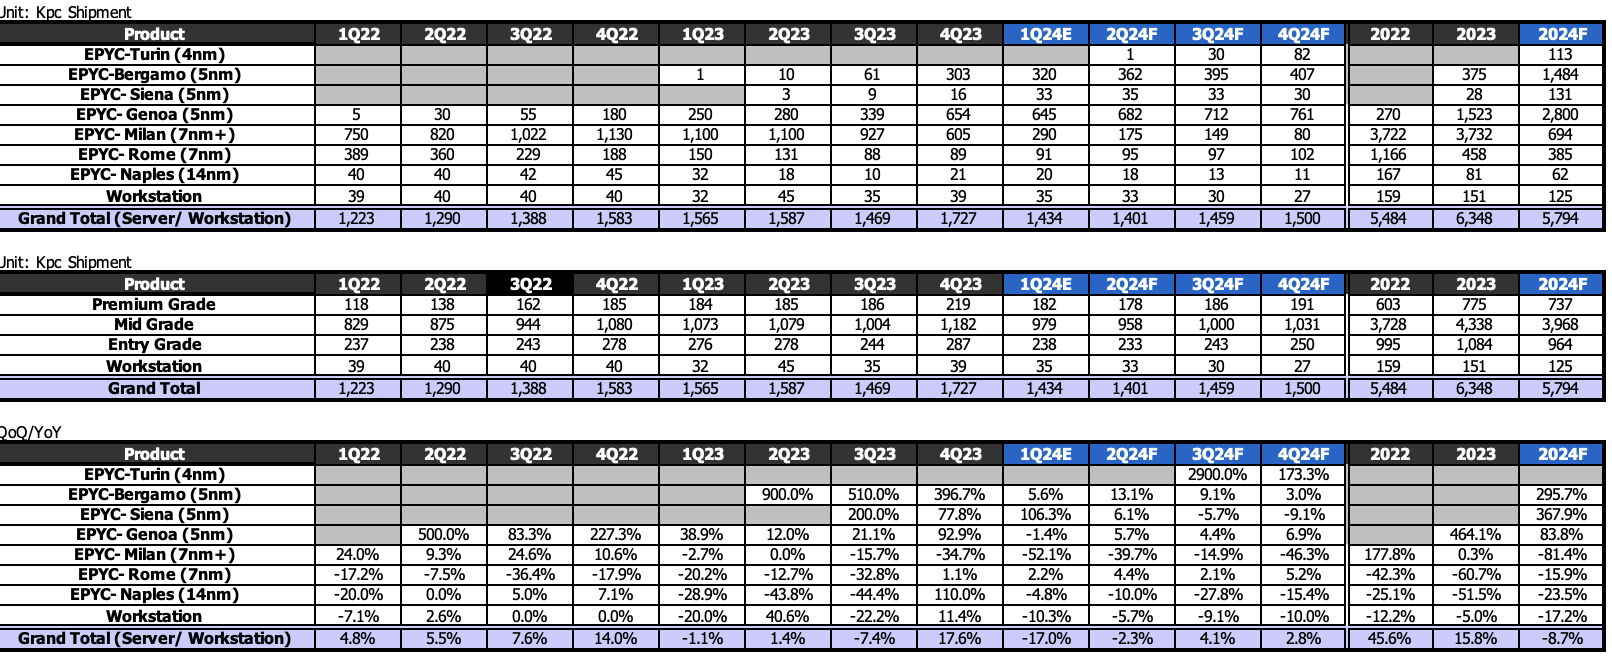 Unit: Kpc Shipment
Product 1Q22 2Q22 3Q22 4Q22 1Q23 2Q23 3Q23 4Q23 1Q24E 2Q24F 3Q24F 4Q24F 2022 2023 2024F
EPYC-Turin (4nm) 1 30 82 113
EPYC-Bergamo (5nm) 1 10 61 303 320 362 395 407 375 1,484
EPYC- Siena (5nm) 3 9 16 33 35 33 30 28 131
EPYC- Genoa (5nm) 5 30 55 180 250 280 339 654 645 682 712 761 270 1,523 2,800
EPYC- Milan (7nm+) 750 820 1,022 1,130 1,100 1,100 927 605 290 175 149 80 3,722 3,732 694
EPYC- Rome (7nm) 389 360 229 188 150 131 88 89 91 95 97 102 1,166 458 385
EPYC- Naples (14nm) 40 40 42 45 32 18 10 21 20 18 13 11 167 81 62
Workstation 39 40 40 40 32 45 35 39 35 33 30 27 159 151 125
Grand Total (Server/ Workstation) 1,223 1,290 1,388 1,583 1,565 1,587 1,469 1,727 1,434 1,401 1,459 1,500 5,484 6,348 5,794
Unit: Kpc Shipment
Product 1Q22 2Q22 3Q22 4Q22 1Q23 2Q23 3Q23 4Q23 1Q24E 2Q24F 3Q24F 4Q24F 2022 2023 2024F
Premium Grade 118 138 162 185 184 185 186 219 182 178 186 191 603 775 737
Mid Grade 829 875 944 1,080 1,073 1,079 1,004 1,182 979 958 1,000 1,031 3,728 4,338 3,968
Entry Grade 237 238 243 278 276 278 244 287 238 233 243 250 995 1,084 964
Workstation 39 40 40 40 32 45 35 39 35 33 30 27 159 151 125
Grand Total 1,223 1,290 1,388 1,583 1,565 1,587 1,469 1,727 1,434 1,401 1,459 1,500 5,484 6,348 5,794
QoQ/YoY
Product 1Q22 2Q22 3Q22 4Q22 1Q23 2Q23 3Q23 4Q23 1Q24E 2Q24F 3Q24F 4Q24F 2022 2023 2024F
EPYC-Turin (4nm) 2900.0% 173.3%
EPYC-Bergamo (5nm) 900.0% 510.0% 396.7% 5.6% 13.1% 9.1% 3.0% 295.7%
EPYC- Siena (5nm) 200.0% 77.8% 106.3% 6.1% -5.7% -9.1% 367.9%
EPYC- Genoa (5nm) 500.0% 83.3% 227.3% 38.9% 12.0% 21.1% 92.9% -1.4% 5.7% 4.4% 6.9% 464.1% 83.8%
EPYC- Milan (7nm+) 24.0% 9.3% 24.6% 10.6% -2.7% 0.0% -15.7% -34.7% -52.1% -39.7% -14.9% -46.3% 177.8% 0.3% -81.4%
EPYC- Rome (7nm) -17.2% -7.5% -36.4% -17.9% -20.2% -12.7% -32.8% 1.1% 2.2% 4.4% 2.1% 5.2% -42.3% -60.7% -15.9%
EPYC- Naples (14nm) -20.0% 0.0% 5.0% 7.1% -28.9% -43.8% -44.4% 110.0% -4.8% -10.0% -27.8% -15.4% -25.1% -51.5% -23.5%
Workstation -7.1% 2.6% 0.0% 0.0% -20.0% 40.6% -22.2% 11.4% -10.3% -5.7% -9.1% -10.0% -12.2% -5.0% -17.2%
Grand Total (Server/ Workstation) 4.8% 5.5% 7.6% 14.0% -1.1% 1.4% -7.4% 17.6% -17.0% -2.3% 4.1% 2.8% 45.6% 15.8% -8.7%